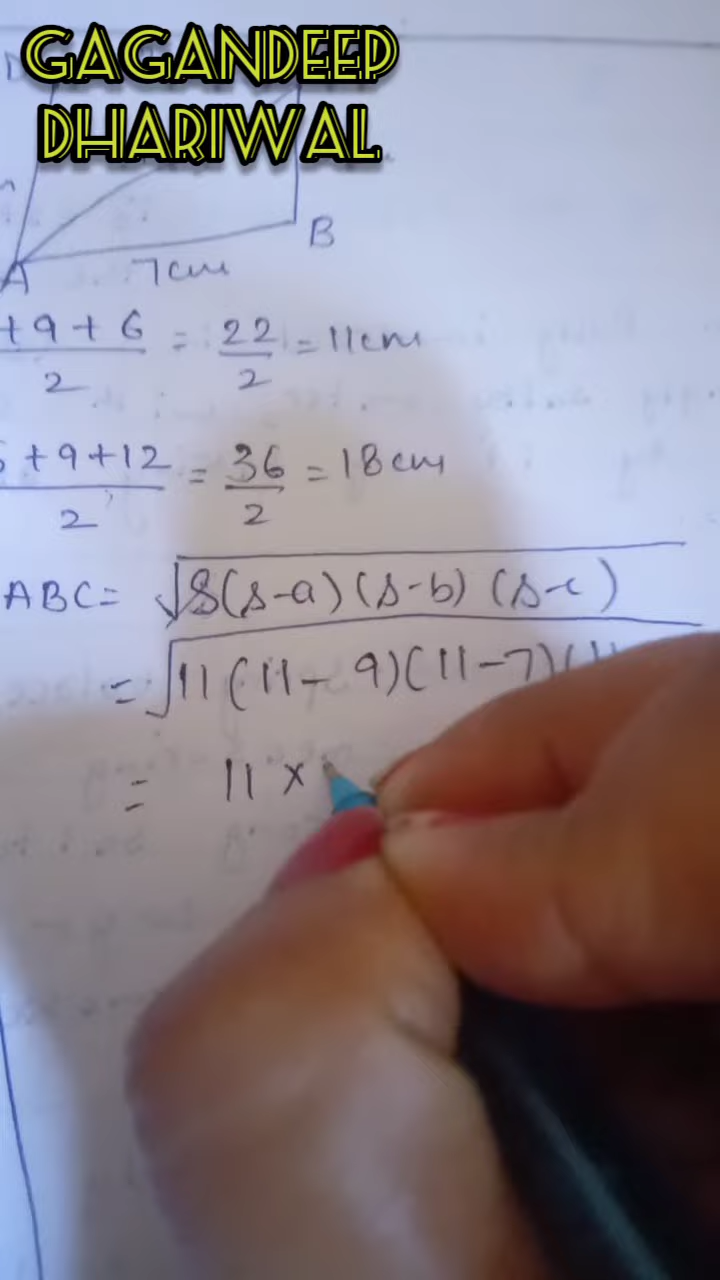 GAGANDEEP
DHARIWAL
D
B
A
7cm
+9+6/2 = 22/2 = 11cm
+9+12/2 = 36/2 = 18cm
ABC = √S(s-a)(s-b)(s-c)
= √11(11-9)(11-7)(11
= 11×